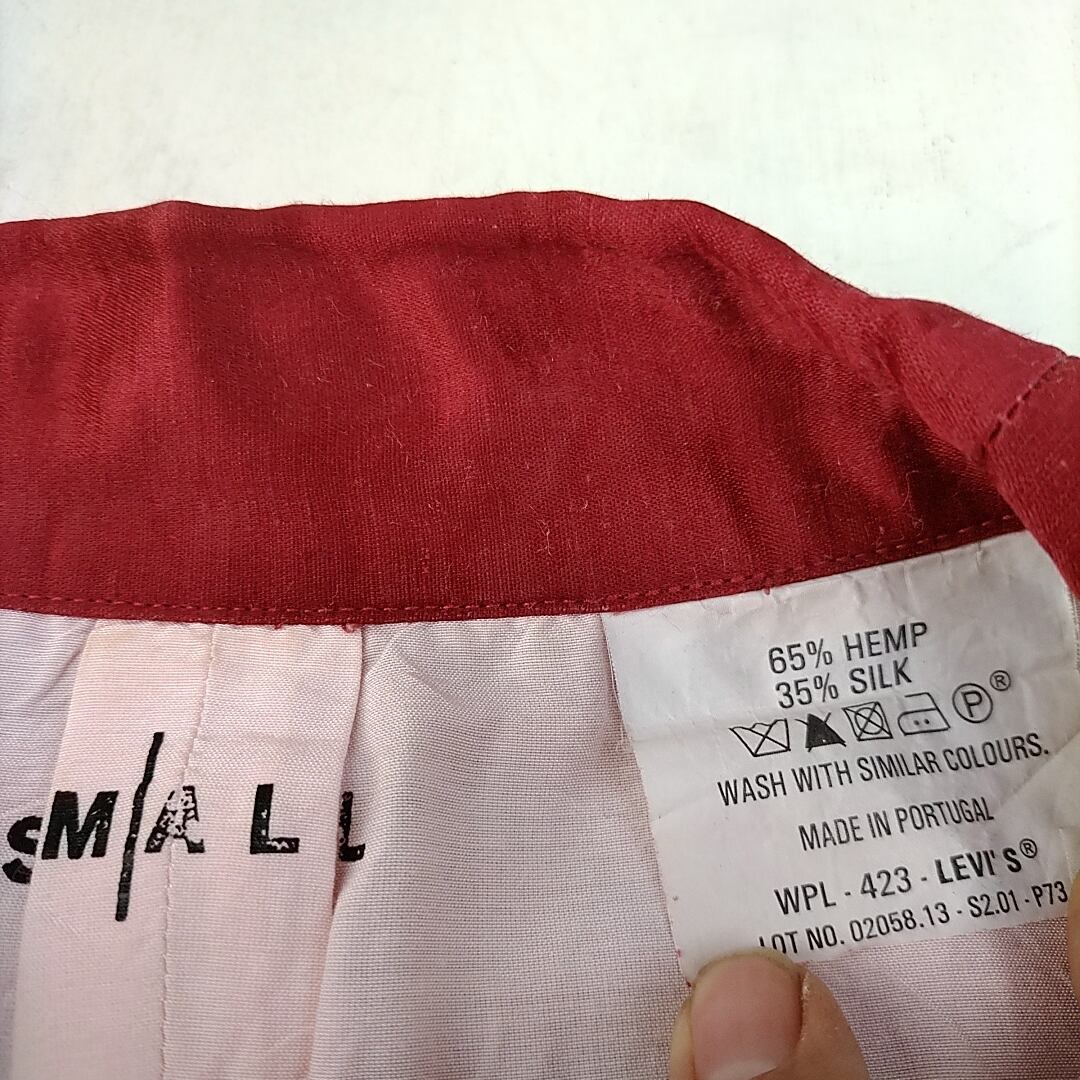 65% HEMP
35% SILK
P®
WASH WITH SIMILAR COLOURS.
MADE IN PORTUGAL
WPL - 423 - LEVI'S®
LOT NO. 02058.13 - S2.01 - P73
SM/ALL